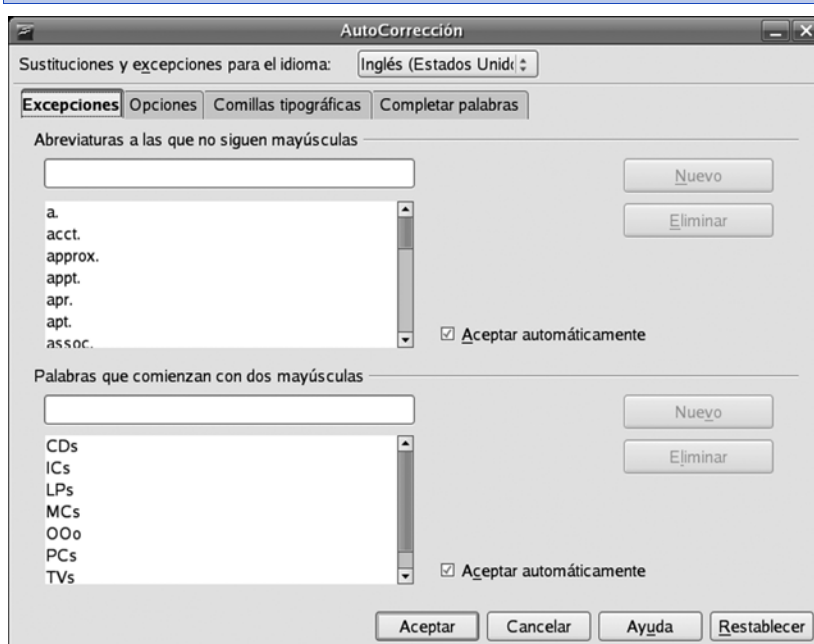 AutoCorrección
Sustituciones y excepciones para el idioma: Inglés (Estados Unido
Excepciones Opciones Comillas tipográficas Completar palabras
Abreviaturas a las que no siguen mayúsculas
Nuevo
Eliminar
a.
acct.
approx.
appt.
apr.
apt.
assoc.
Aceptar automáticamente
Palabras que comienzan con dos mayúsculas
Nuevo
Eliminar
CDs
ICs
LPs
MCs
OOo
PCs
TVs
Aceptar automáticamente
Aceptar Cancelar Ayuda Restablecer